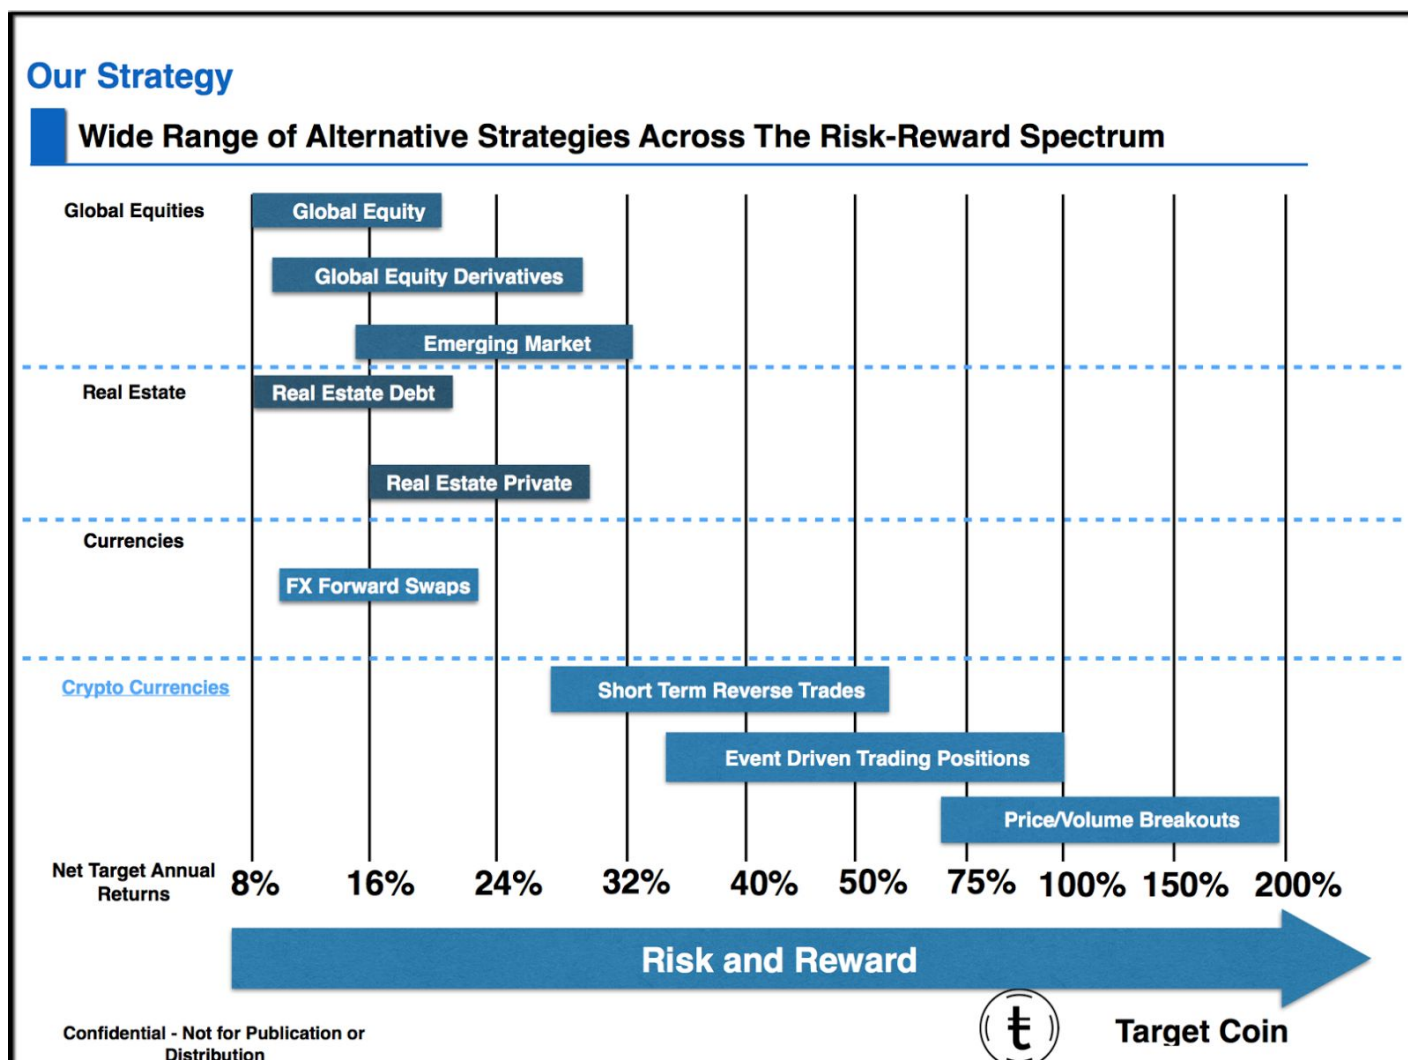 Our Strategy
Wide Range of Alternative Strategies Across The Risk-Reward Spectrum
Global Equities
Global Equity
Global Equity Derivatives
Emerging Market
Real Estate
Real Estate Debt
Real Estate Private
Currencies
FX Forward Swaps
Crypto Currencies
Short Term Reverse Trades
Event Driven Trading Positions
Price/Volume Breakouts
Net Target Annual
Returns
8% 16% 24% 32% 40% 50% 75% 100% 150% 200%
Risk and Reward
Confidential - Not for Publication or
Distribution
Target Coin